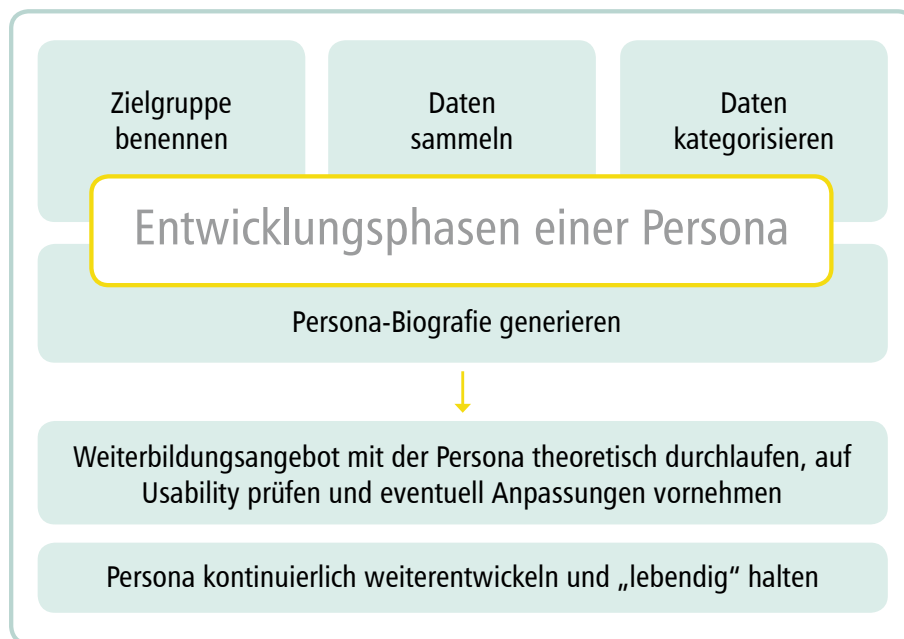 Zielgruppe
benennen
Daten
sammeln
Daten
kategorisieren
Entwicklungsphasen einer Persona
Persona-Biografie generieren
Weiterbildungsangebot mit der Persona theoretisch durchlaufen, auf
Usability prüfen und eventuell Anpassungen vornehmen
Persona kontinuierlich weiterentwickeln und „lebendig“ halten